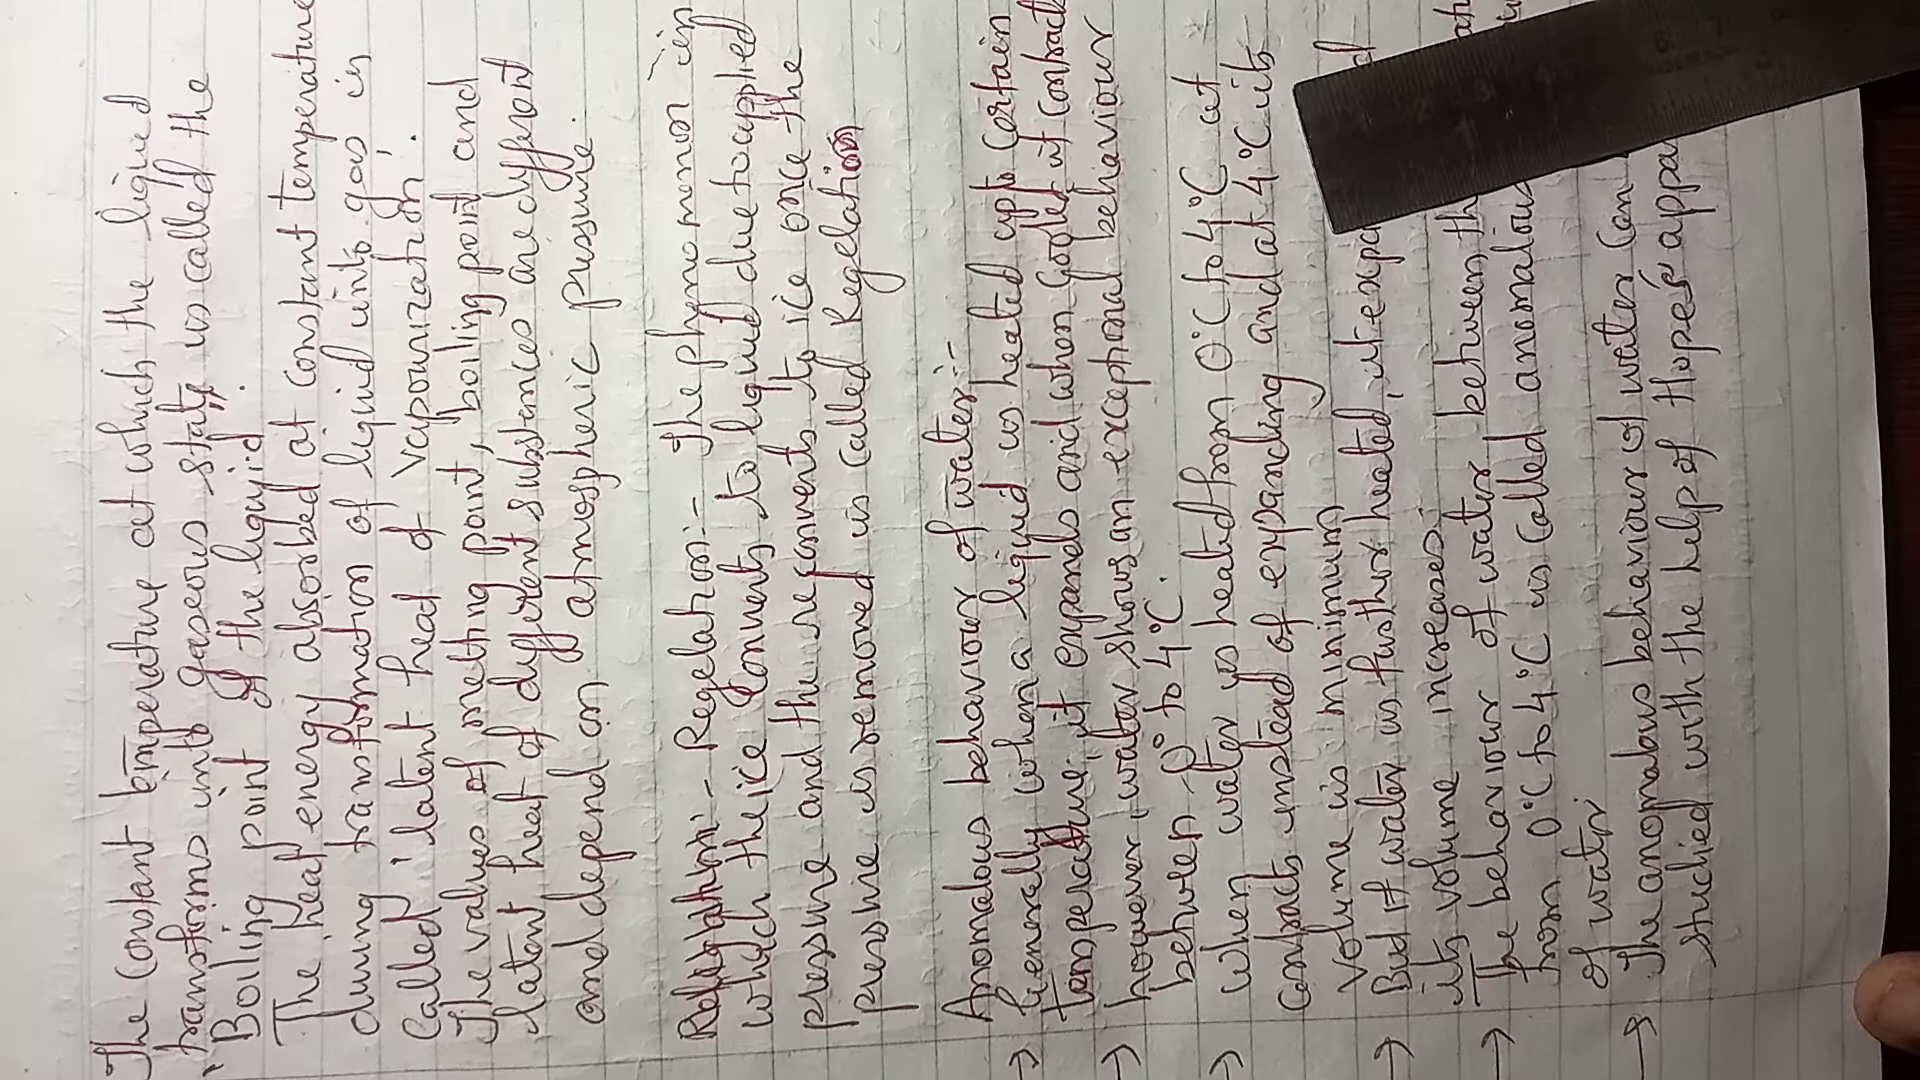 The Constant temperature at which the liquid
transforms into gaseous state is called the
"Boiling point of the liquid".
The heat energy absorbed at constant temperature
during transformation of liquid into gas is
Called 'latent head of vapourization'.
The values of melting point, boiling point and
latent heat of different substances are different
and depend on atmospheric pressure.
Regelation:- The phynomenon in
which the ice Converts to liquid due to applied
pressure and the reconverts to ice once the
pressure is removed is called Regelation
Anomalous behaviour of water:-
→ Generally when a liquid is heated upto certain
temperature, it expands and when Cooled it contracts
→ however, water shows an exceptional behaviour
between 0° to 4°C.
→ when water is heated from 0°C to 4°C it
contracts instead of expanding and at 4°C its
volume is minimum
→ But if water is further heated, it
its volume increases.
→ The behaviour of water between
from 0°C to 4°C is called
of water
→ The anomalous behaviour of water Can
studied with the help of Hope's